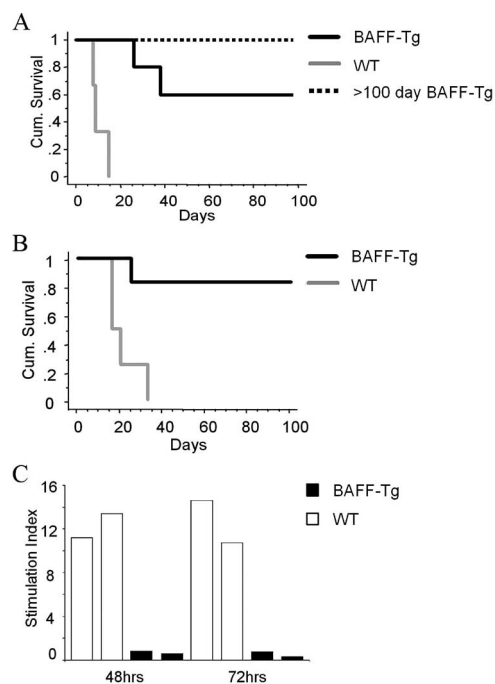 A
BAFF-Tg
WT
>100 day BAFF-Tg
Cum. Survival
1
.8
.6
.4
.2
0
0 20 40 60 80 100
Days
B
BAFF-Tg
WT
Cum. Survival
1
.8
.6
.4
.2
0
0 20 40 60 80 100
Days
C
BAFF-Tg
WT
Stimulation Index
16
12
8
4
0
48hrs 72hrs